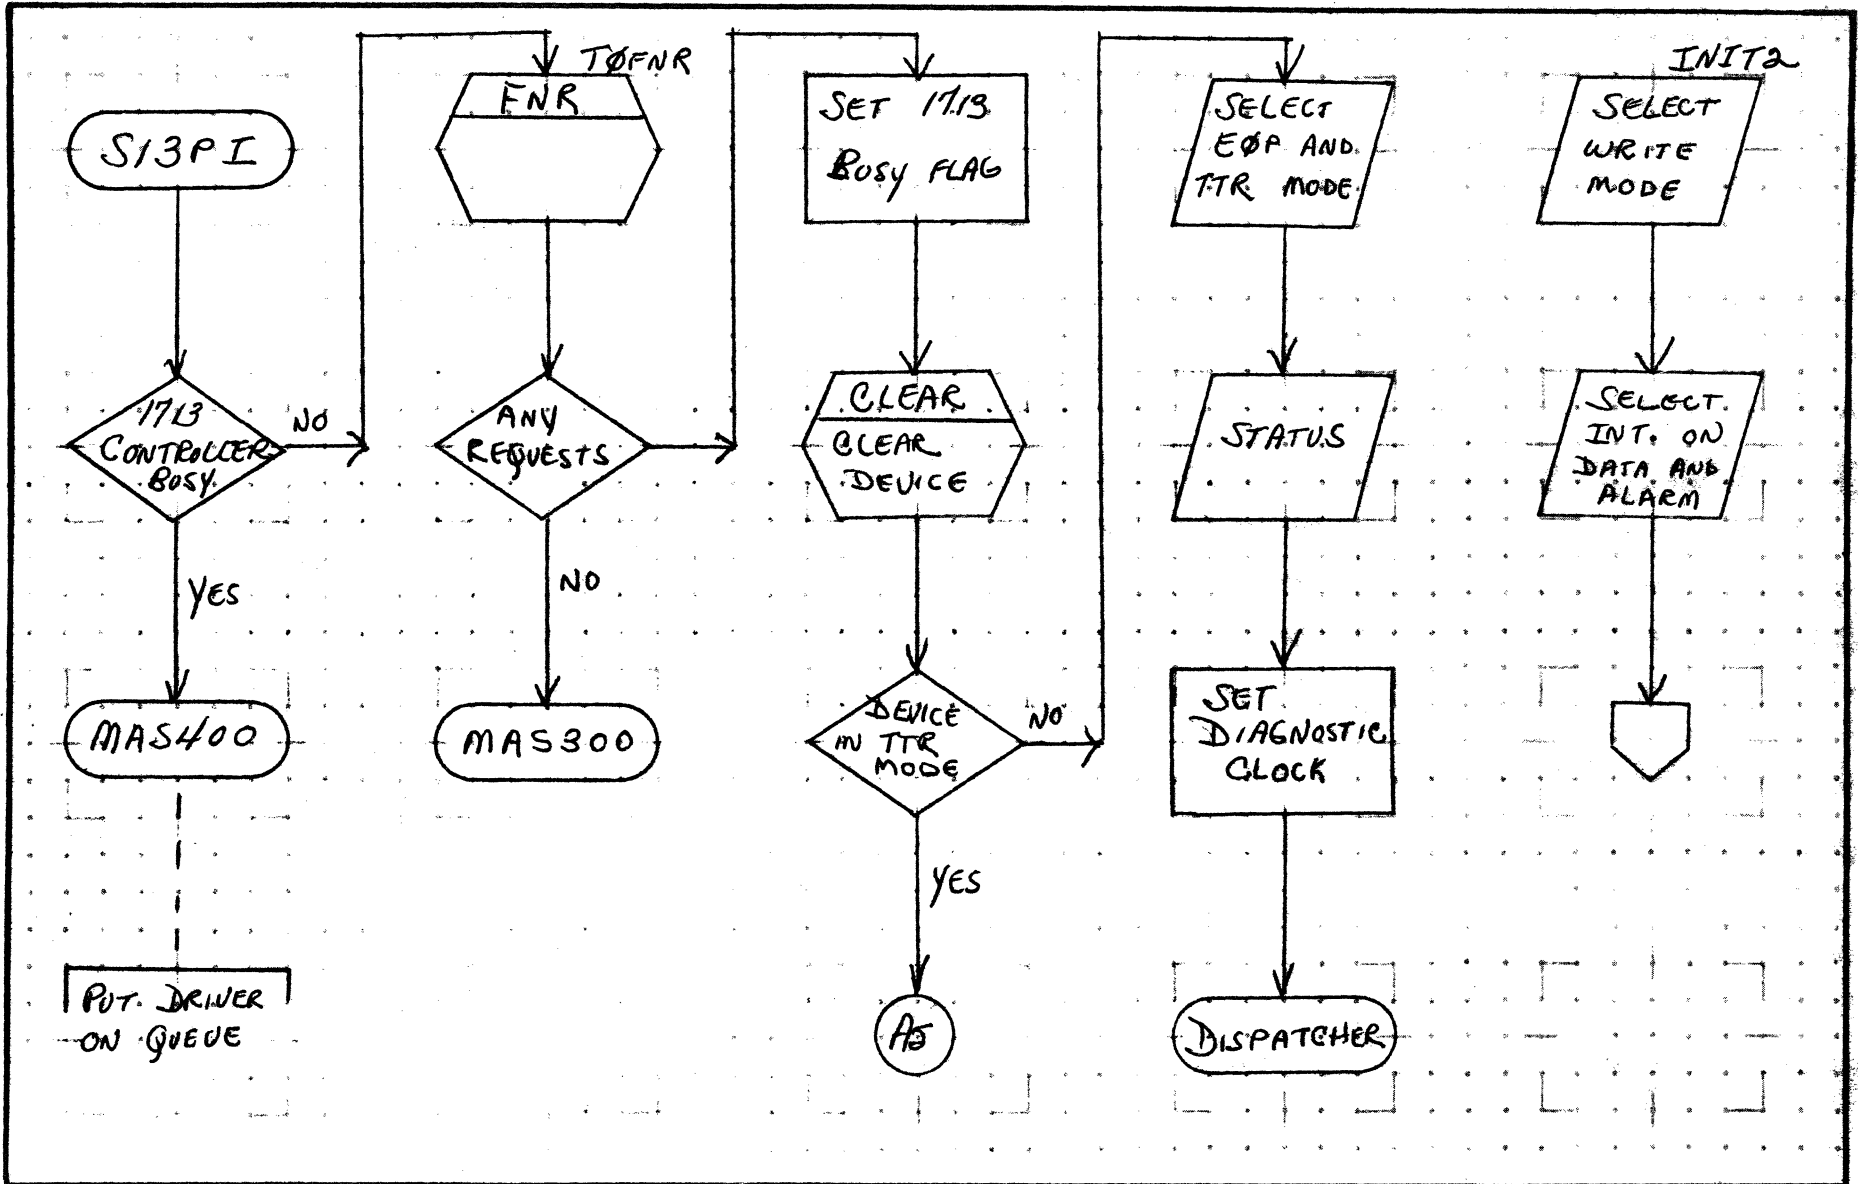 S13PI
1713
CONTROLLER
BUSY
NO
YES
MAS400
PUT DRIVER
ON QUEUE
TØFNR
FNR
ANY
REQUESTS
NO
MAS300
SET 1713
BUSY FLAG
CLEAR
CLEAR
DEVICE
DEVICE
IN TTR
MODE
NO
YES
A5
SELECT
EØP AND
TTR MODE
STATUS
SET
DIAGNOSTIC
CLOCK
DISPATCHER
INIT2
SELECT
WRITE
MODE
SELECT
INT. ON
DATA AND
ALARM